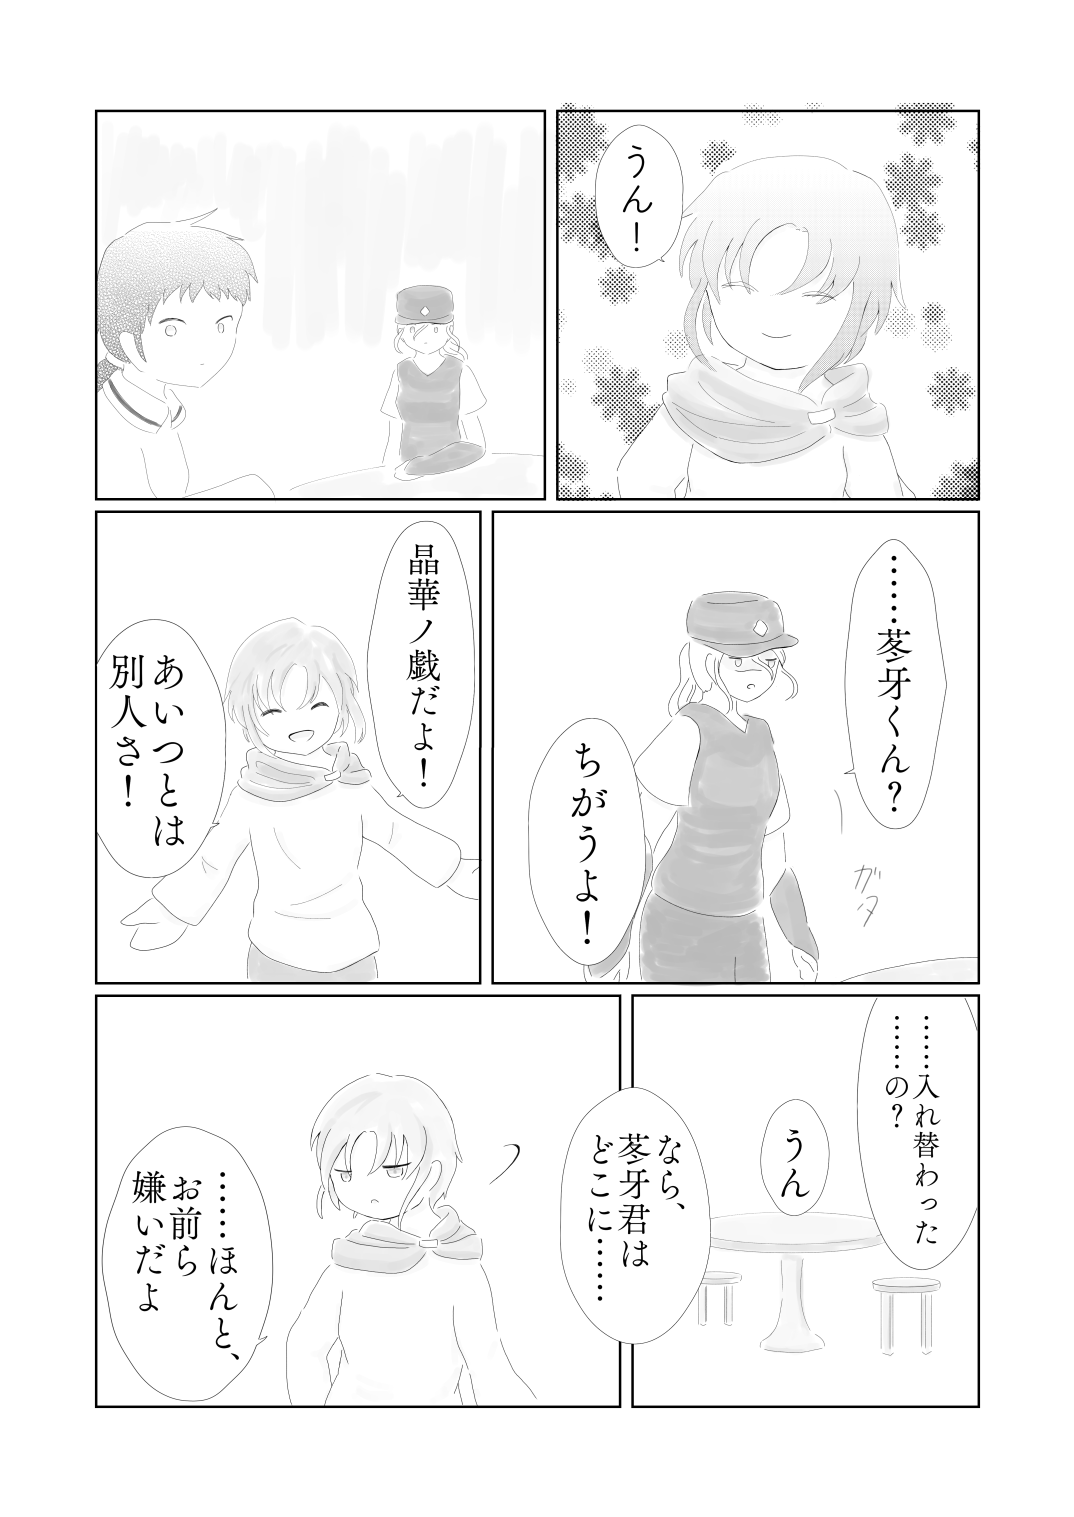 うん！
……苳牙くん？
ガタ
ちがうよ！
晶華ノ戯だよ！
あいつとは
別人さ！
……入れ替わった
……の？
うん
なら、
苳牙君は
どこに……
……ほんと、
お前ら
嫌いだよ